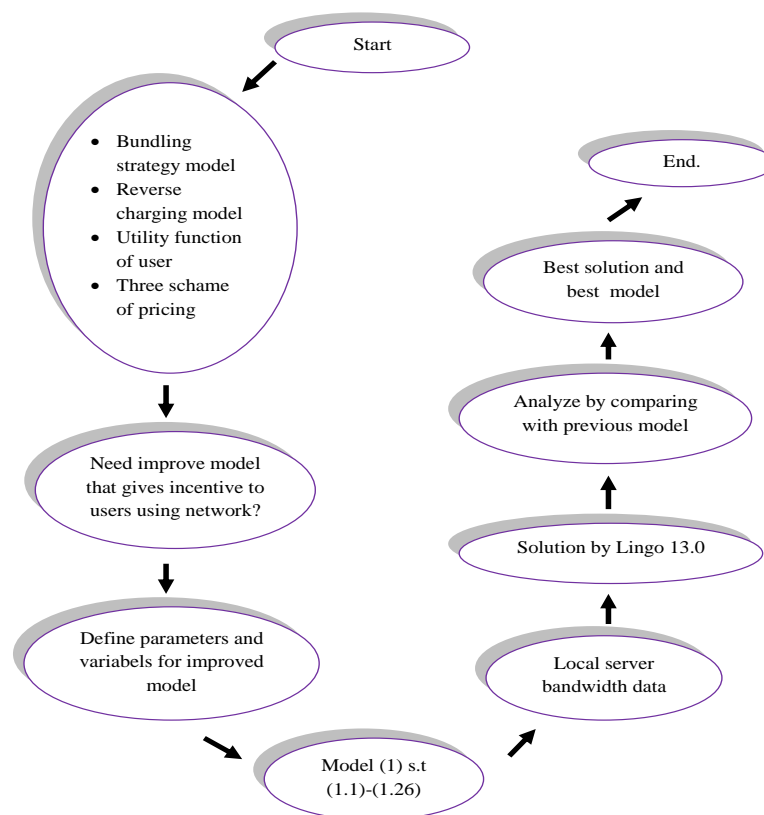 Start
• Bundling
strategy model
• Reverse
charging model
• Utility function
of user
• Three schame
of pricing
Need improve model
that gives incentive to
users using network?
Define parameters and
variabels for improved
model
Model (1) s.t
(1.1)-(1.26)
Local server
bandwidth data
Solution by Lingo 13.0
Analyze by comparing
with previous model
Best solution and
best model
End.